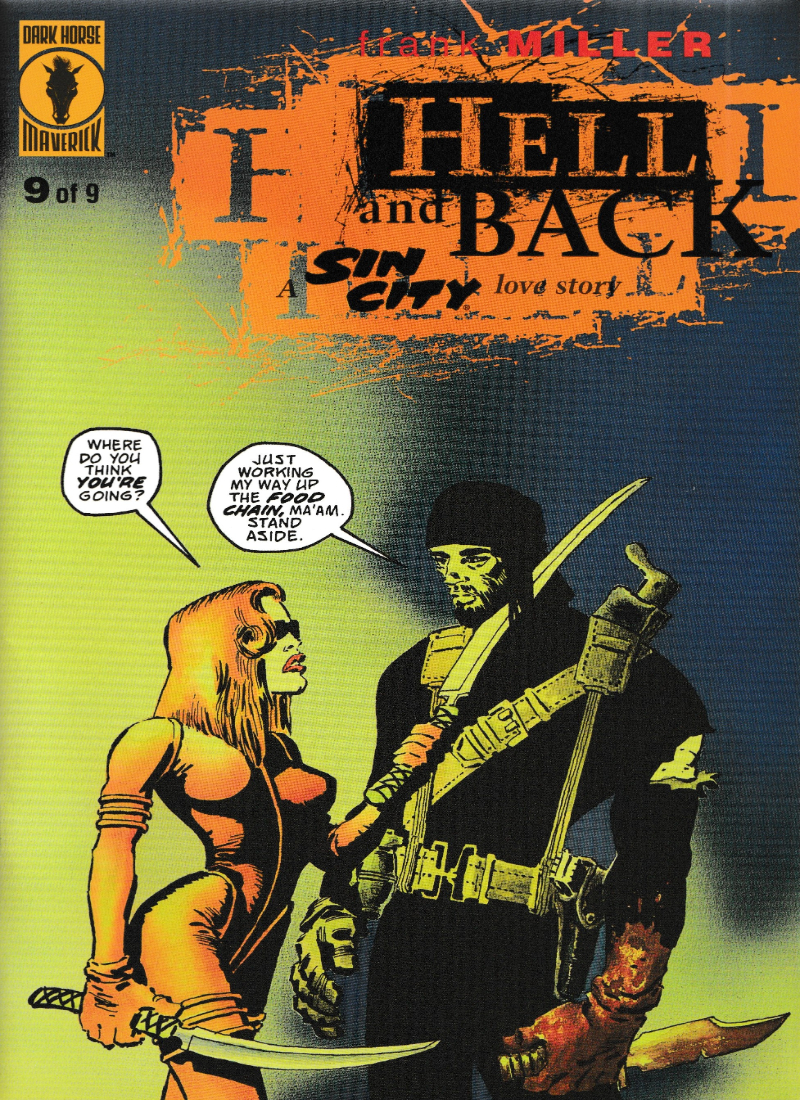 DARK HORSE
MAVERICK™
9 of 9
frank MILLER
HELL
and BACK
A SIN CITY love story
WHERE
DO YOU
THINK
YOU'RE
GOING?
JUST
WORKING
MY WAY UP
THE FOOD
CHAIN, MA'AM.
STAND
ASIDE.